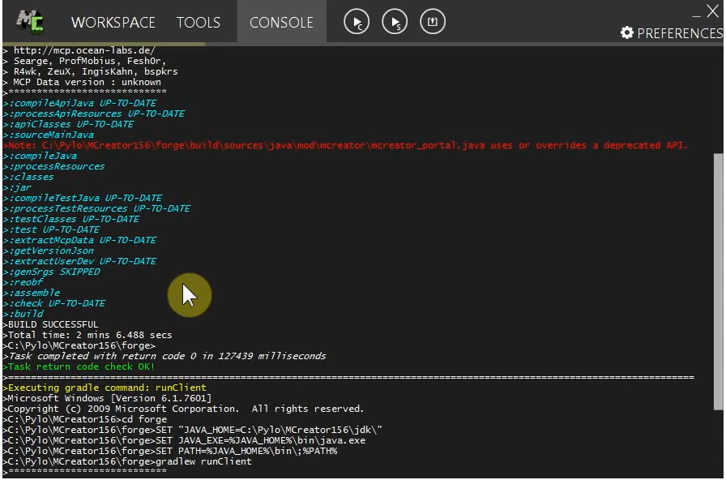 MC
WORKSPACE
TOOLS
CONSOLE
C
S
_ X
PREFERENCES
> http://mcp.ocean-labs.de/
> Searge, ProfMobius, Fesh0r,
> R4wk, ZeuX, IngisKahn, bspkrs
> MCP Data version : unknown
>***************************
>:compileApiJava UP-TO-DATE
>:processApiResources UP-TO-DATE
>:apiClasses UP-TO-DATE
>:sourceMainJava
>Note: C:\Pylo\MCreator156\forge\build\sources\java\mod\mcreator\mcreator_portal.java uses or overrides a deprecated API.
>:compileJava
>:processResources
>:classes
>:jar
>:compileTestJava UP-TO-DATE
>:processTestResources UP-TO-DATE
>:testClasses UP-TO-DATE
>:test UP-TO-DATE
>:extractMcpData UP-TO-DATE
>:getVersionJson
>:extractUserDev UP-TO-DATE
>:genSrgs SKIPPED
>:reobf
>:assemble
>:check UP-TO-DATE
>:build
>BUILD SUCCESSFUL
>Total time: 2 mins 6.488 secs
>C:\Pylo\MCreator156\forge>
>Task completed with return code 0 in 127439 milliseconds
>Task return code check OK!
>Executing gradle command: runClient
>Microsoft Windows [Version 6.1.7601]
>Copyright (c) 2009 Microsoft Corporation.  All rights reserved.
>C:\Pylo\MCreator156>cd forge
>C:\Pylo\MCreator156\forge>SET "JAVA_HOME=C:\Pylo\MCreator156\jdk\"
>C:\Pylo\MCreator156\forge>SET JAVA_EXE=%JAVA_HOME%\bin\java.exe
>C:\Pylo\MCreator156\forge>SET PATH=%JAVA_HOME%\bin\;%PATH%
>C:\Pylo\MCreator156\forge>gradlew runClient
>***************************